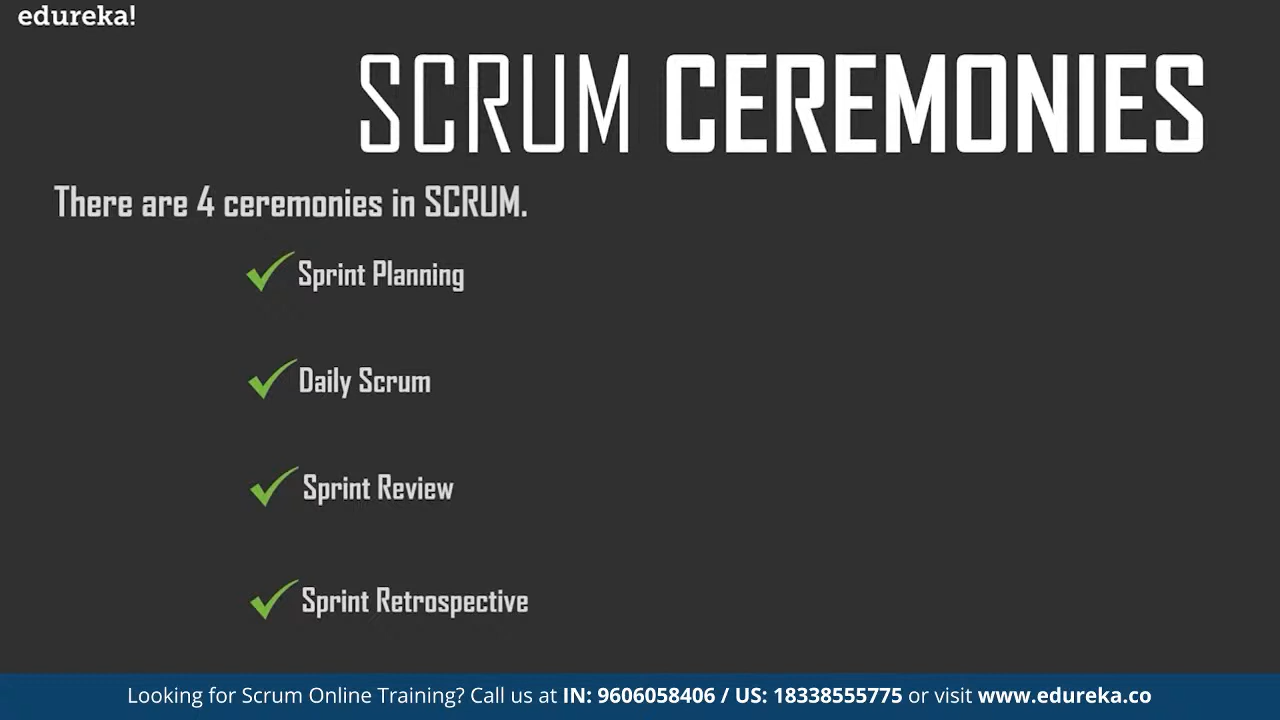 edureka!
SCRUM CEREMONIES
There are 4 ceremonies in SCRUM.
Sprint Planning
Daily Scrum
Sprint Review
Sprint Retrospective
Looking for Scrum Online Training? Call us at IN: 9606058406 / US: 18338555775 or visit www.edureka.co